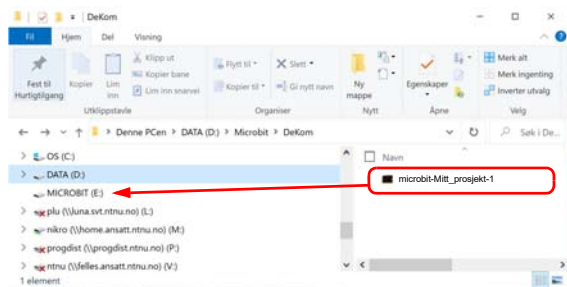 DeKom
Fil Hjem Del Visning
Fest til Hurtigtilgang
Kopier
Lim inn
Klipp ut
Kopier bane
Lim inn snarvei
Utklippstavle
Flytt til
Kopier til
Slett
Gi nytt navn
Organiser
Ny mappe
Nytt
Egenskaper
Åpne
Merk alt
Merk ingenting
Inverter utvalg
Velg
> Denne PCen > DATA (D:) > Microbit > DeKom
Søk i De...
OS (C:)
DATA (D:)
MICROBIT (E:)
plu (\\luna.svt.ntnu.no) (L:)
nikro (\\home.ansatt.ntnu.no) (M:)
progdist (\\progdist.ntnu.no) (P:)
ntnu (\\felles.ansatt.ntnu.no) (V:)
Navn
microbit-Mitt_prosjekt-1
1 element